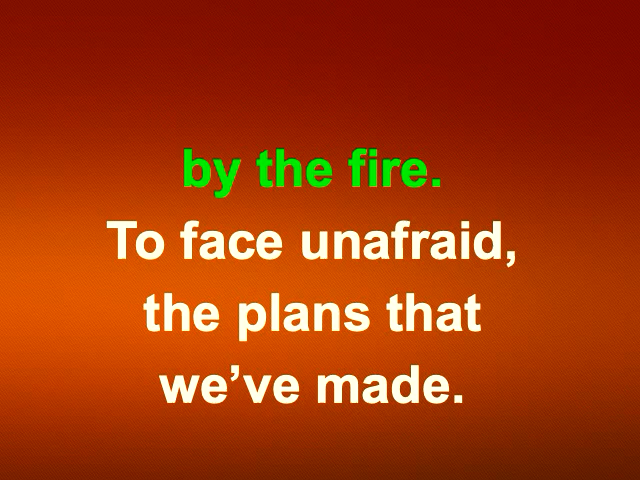 by the fire.
To face unafraid,
the plans that
we’ve made.